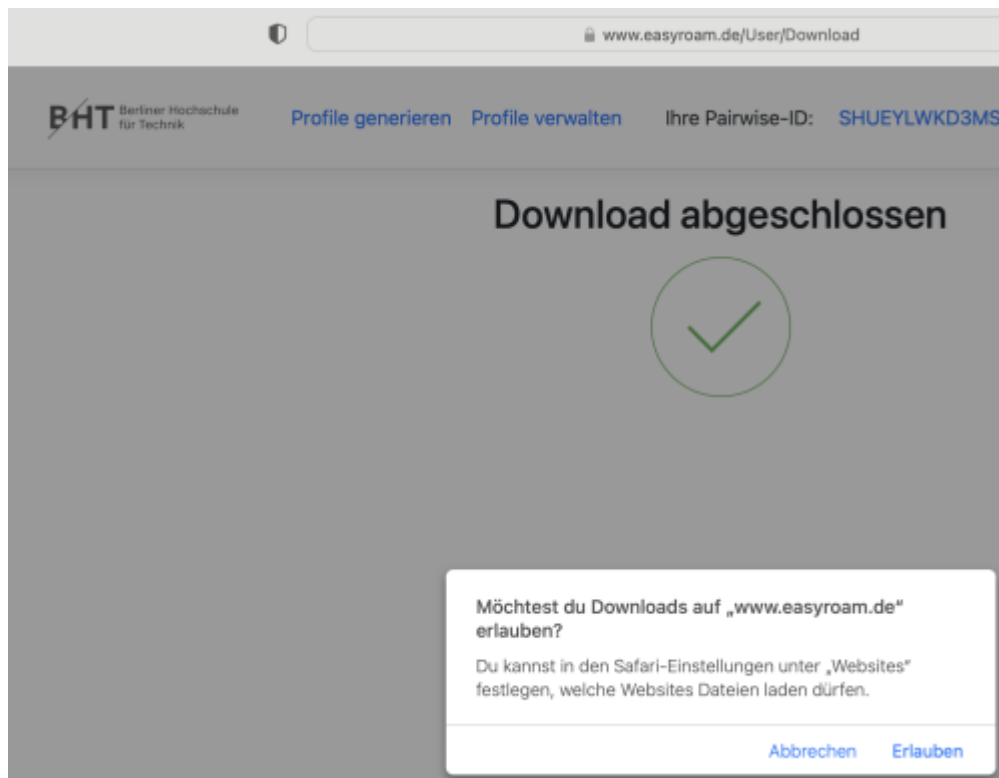 www.easyroam.de/User/Download
BHT Berliner Hochschule
für Technik
Profile generieren Profile verwalten Ihre Pairwise-ID: SHUEYLWKD3MS
Download abgeschlossen
Möchtest du Downloads auf „www.easyroam.de“
erlauben?
Du kannst in den Safari-Einstellungen unter „Websites“
festlegen, welche Websites Dateien laden dürfen.
Abbrechen Erlauben